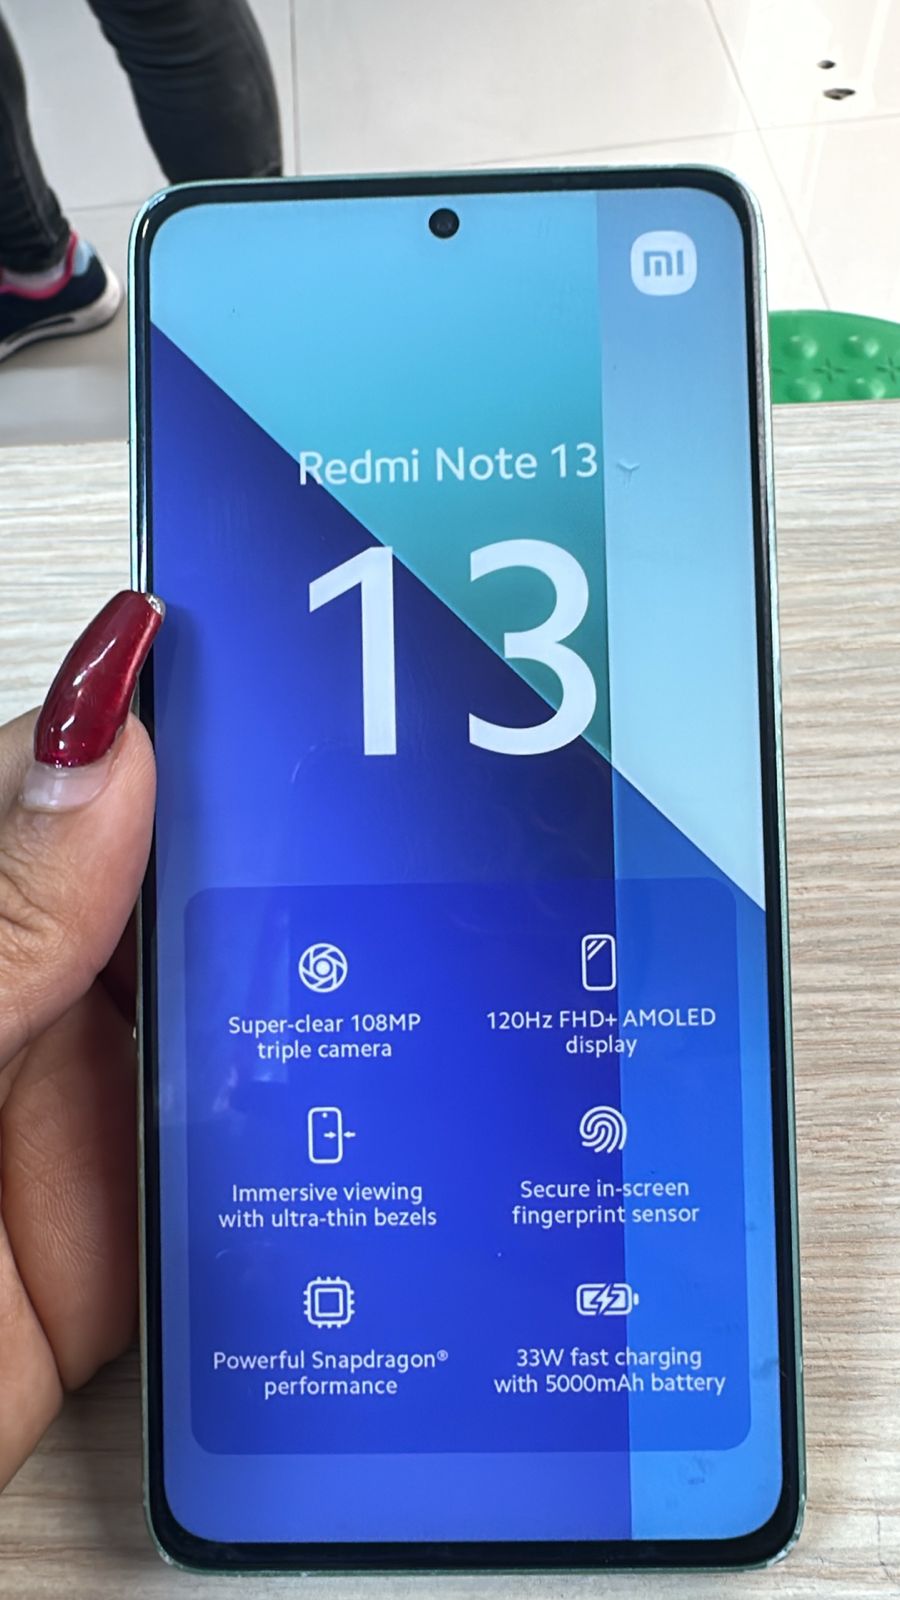 mi
Redmi Note 13
13
Super-clear 108MP
triple camera
120Hz FHD+ AMOLED
display
Immersive viewing
with ultra-thin bezels
Secure in-screen
fingerprint sensor
Powerful Snapdragon®
performance
33W fast charging
with 5000mAh battery